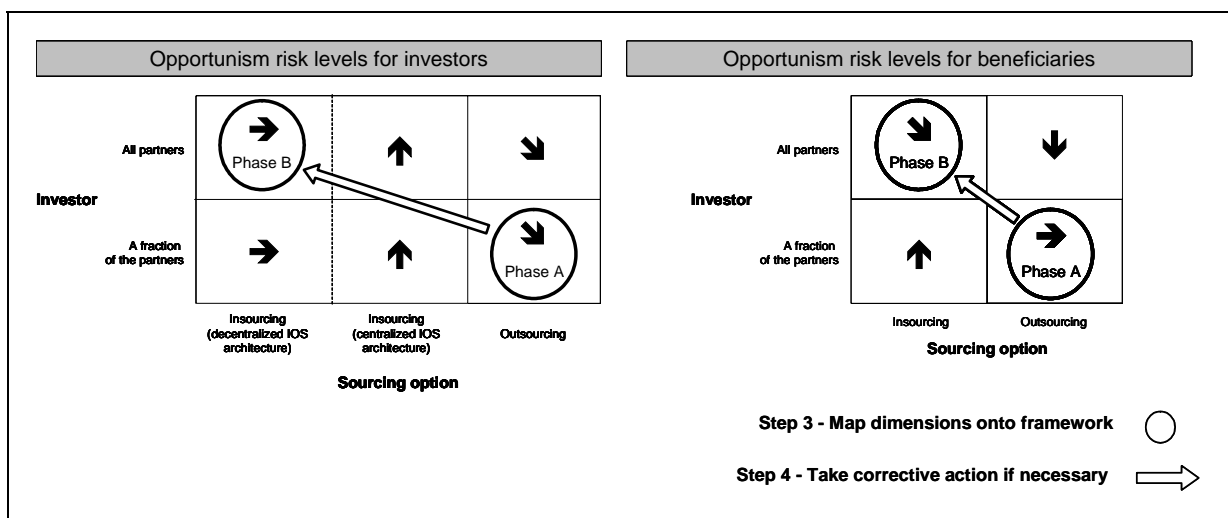 Opportunism risk levels for investors
All partners
Phase B
Investor
A fraction
of the partners
Phase A
Insourcing
(decentralized IOS
architecture)
Insourcing
(centralized IOS
architecture)
Outsourcing
Sourcing option
Opportunism risk levels for beneficiaries
All partners
Phase B
Investor
A fraction
of the partners
Phase A
Insourcing
Outsourcing
Sourcing option
Step 3 - Map dimensions onto framework
Step 4 - Take corrective action if necessary